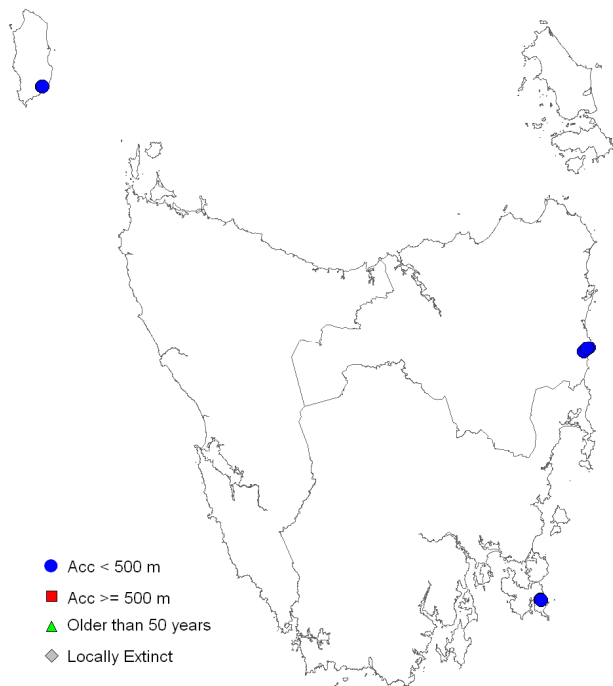 Acc < 500 m
Acc >= 500 m
Older than 50 years
Locally Extinct